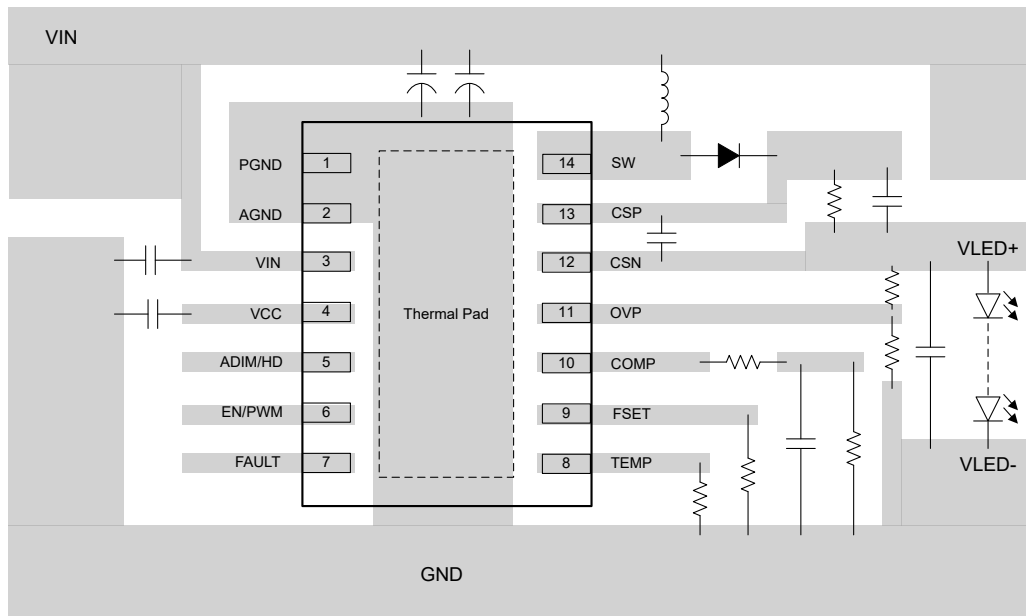 VIN
PGND 1 14 SW
AGND 2 13 CSP
VIN 3 12 CSN VLED+
VCC 4 Thermal Pad 11 OVP
ADIM/HD 5 10 COMP
EN/PWM 6 9 FSET
FAULT 7 8 TEMP VLED-
GND